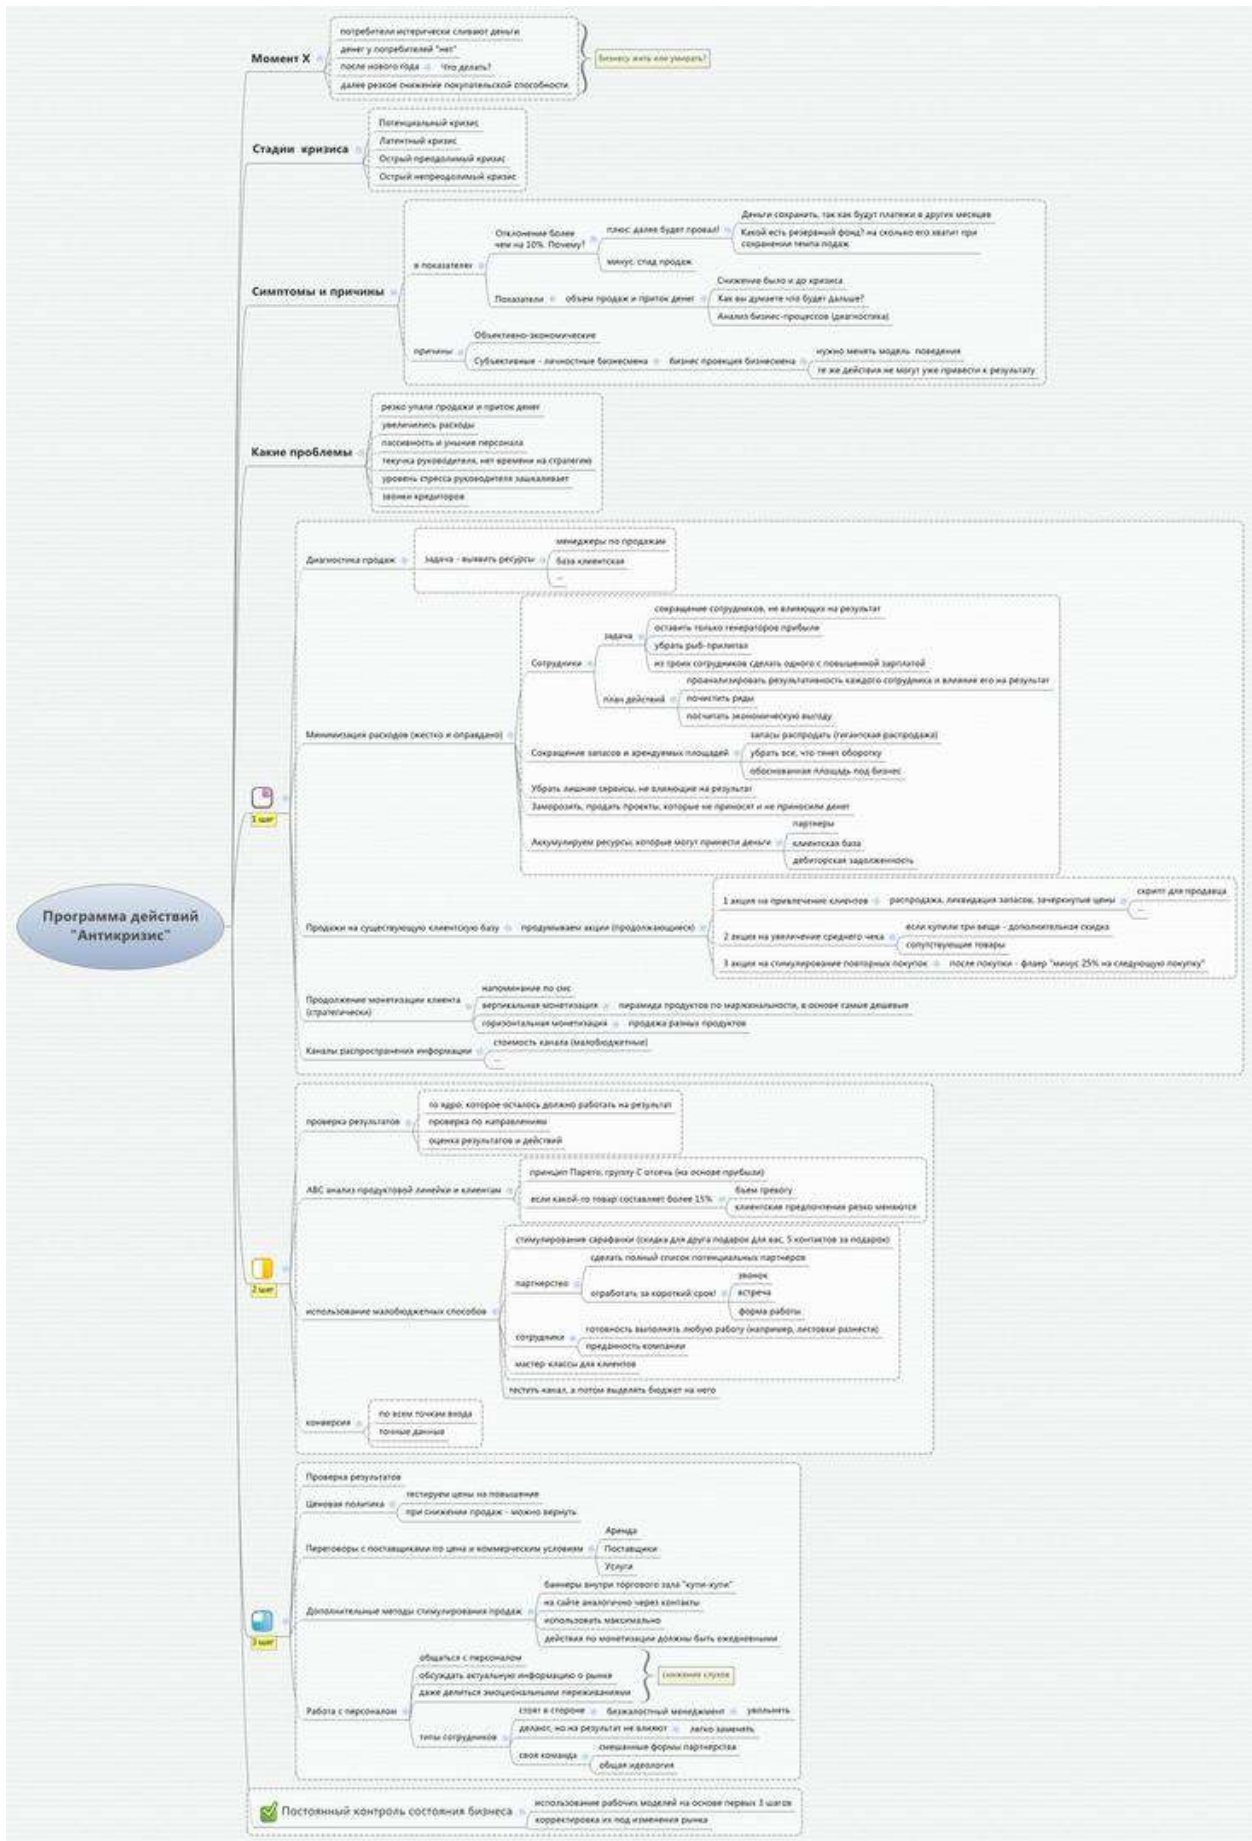 Программа действий
"Антикризис"
Момент X
потребители истерически сливают деньги
денег у потребителей "нет"
после нового года
Что делать?
далее резкое снижение покупательской способности
бизнесу жить или умирать?
Стадии кризиса
Потенциальный кризис
Латентный кризис
Острый преодолимый кризис
Острый непреодолимый кризис
Симптомы и причины
в показателях
Отклонение более
чем на 10%. Почему?
плюс: далее будет провал!
Деньги сохранить, так как будут платежи в других месяцев
Какой есть резервный фонд? на сколько его хватит при
сохранении темпа подаж
минус: спад продаж
Показатели
объем продаж и приток денег
Снижение было и до кризиса
Как вы думаете что будет дальше?
Анализ бизнес-процессов (диагностика)
причины
Объективно-экономические
Субъективные - личностные бизнесмена
бизнес проекция бизнесмена
нужно менять модель поведения
те же действия не могут уже привести к результату
Какие проблемы
резко упали продажи и приток денег
увеличились расходы
пассивность и уныние персонала
текучка руководителя, нет времени на стратегию
уровень стресса руководителя зашкаливает
звонки кредиторов
1 шаг
Диагностика продаж
задача - выявить ресурсы
менеджеры по продажам
база клиентская
...
Минимизация расходов (жестко и оправдано)
Сотрудники
задача
сокращение сотрудников, не влияющих на результат
оставить только генераторов прибыли
убрать рыб-прилипал
из троих сотрудников сделать одного с повышенной зарплатой
план действий
проанализировать результативность каждого сотрудника и влияние его на результат
почистить ряды
посчитать экономическую выгоду
Сокращение запасов и арендуемых площадей
запасы распродать (гигантская распродажа)
убрать все, что тянет оборотку
обоснованная площадь под бизнес
Убрать лишние сервисы, не влияющие на результат
Заморозить, продать проекты, которые не приносят и не приносили денег
Аккумулируем ресурсы, которые могут принести деньги
партнеры
клиентская база
дебиторская задолженность
Продажи на существующую клиентскую базу
продумываем акции (продолжающиеся)
1 акция на привлечение клиентов
распродажа, ликвидация запасов, зачеркнутые цены
скрипт для продавца
...
2 акция на увеличение среднего чека
если купили три вещи - дополнительная скидка
сопутствующие товары
3 акция на стимулирование повторных покупок
после покупки - флаер "минус 25% на следующую покупку"
Продолжение монетизации клиента
(стратегически)
напоминание по смс
вертикальная монетизация
пирамида продуктов по маржинальности, в основе самые дешевые
горизонтальная монетизация
продажа разных продуктов
Каналы распространения информации
стоимость канала (малобюджетные)
...
2 шаг
проверка результатов
то ядро, которое осталось должно работать на результат
проверка по направлениям
оценка результатов и действий
ABC анализ продуктовой линейки и клиентам
принцип Парето, группу С отсечь (на основе прибыли)
если какой-то товар составляет более 15%
бьем тревогу
клиентские предпочтения резко меняются
использование малобюджетных способов
стимулирование сарафанки (скидка для друга подарок для вас, 5 контактов за подарок)
партнерство
сделать полный список потенциальных партнеров
отработать за короткий срок!
звонок
встреча
форма работы
сотрудники
готовность выполнять любую работу (например, листовки разнести)
преданность компании
мастер-классы для клиентов
тестить канал, а потом выделять бюджет на него
конверсия
по всем точкам входа
точные данные
3 шаг
Проверка результатов
Ценовая политика
тестируем цены на повышение
при снижении продаж - можно вернуть
Переговоры с поставщиками по цена и коммерческим условиям
Аренда
Поставщики
Услуги
Дополнительные методы стимулирования продаж
баннеры внутри торгового зала "купи-купи"
на сайте аналогично через контакты
использовать максимально
действия по монетизации должны быть ежедневными
Работа с персоналом
общаться с персоналом
обсуждать актуальную информацию о рынке
даже делиться эмоциональными переживаниями
снижение слухов
типы сотрудников
стоят в стороне
безжалостный менеджмент
увольнять
делают, но на результат не влияют
легко заменять
своя команда
смешанные формы партнерства
общая идеология
Постоянный контроль состояния бизнеса
использование рабочих моделей на основе первых 3 шагов
корректировка их под изменения рынка